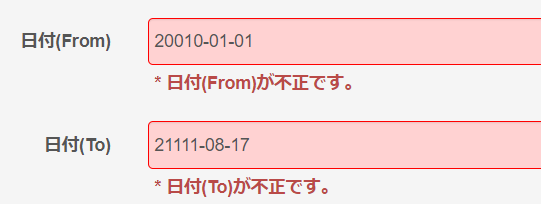 日付(From)
20010-01-01
* 日付(From)が不正です。
日付(To)
21111-08-17
* 日付(To)が不正です。